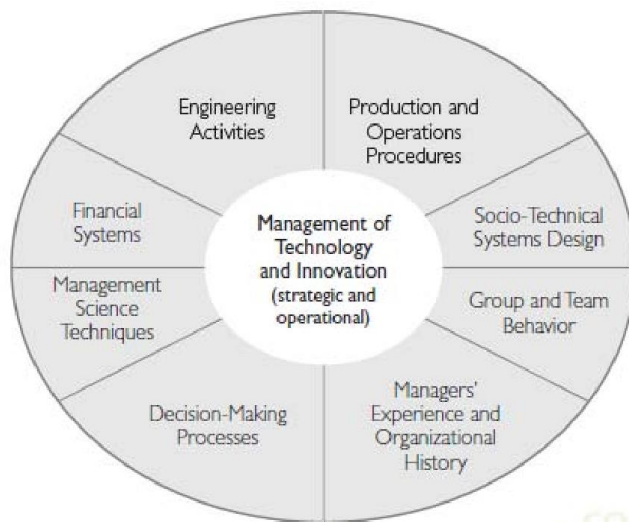 Engineering
Activities
Production and
Operations
Procedures
Financial
Systems
Management of
Technology
and Innovation
(strategic and
operational)
Socio-Technical
Systems Design
Management
Science
Techniques
Group and Team
Behavior
Decision-Making
Processes
Managers'
Experience and
Organizational
History